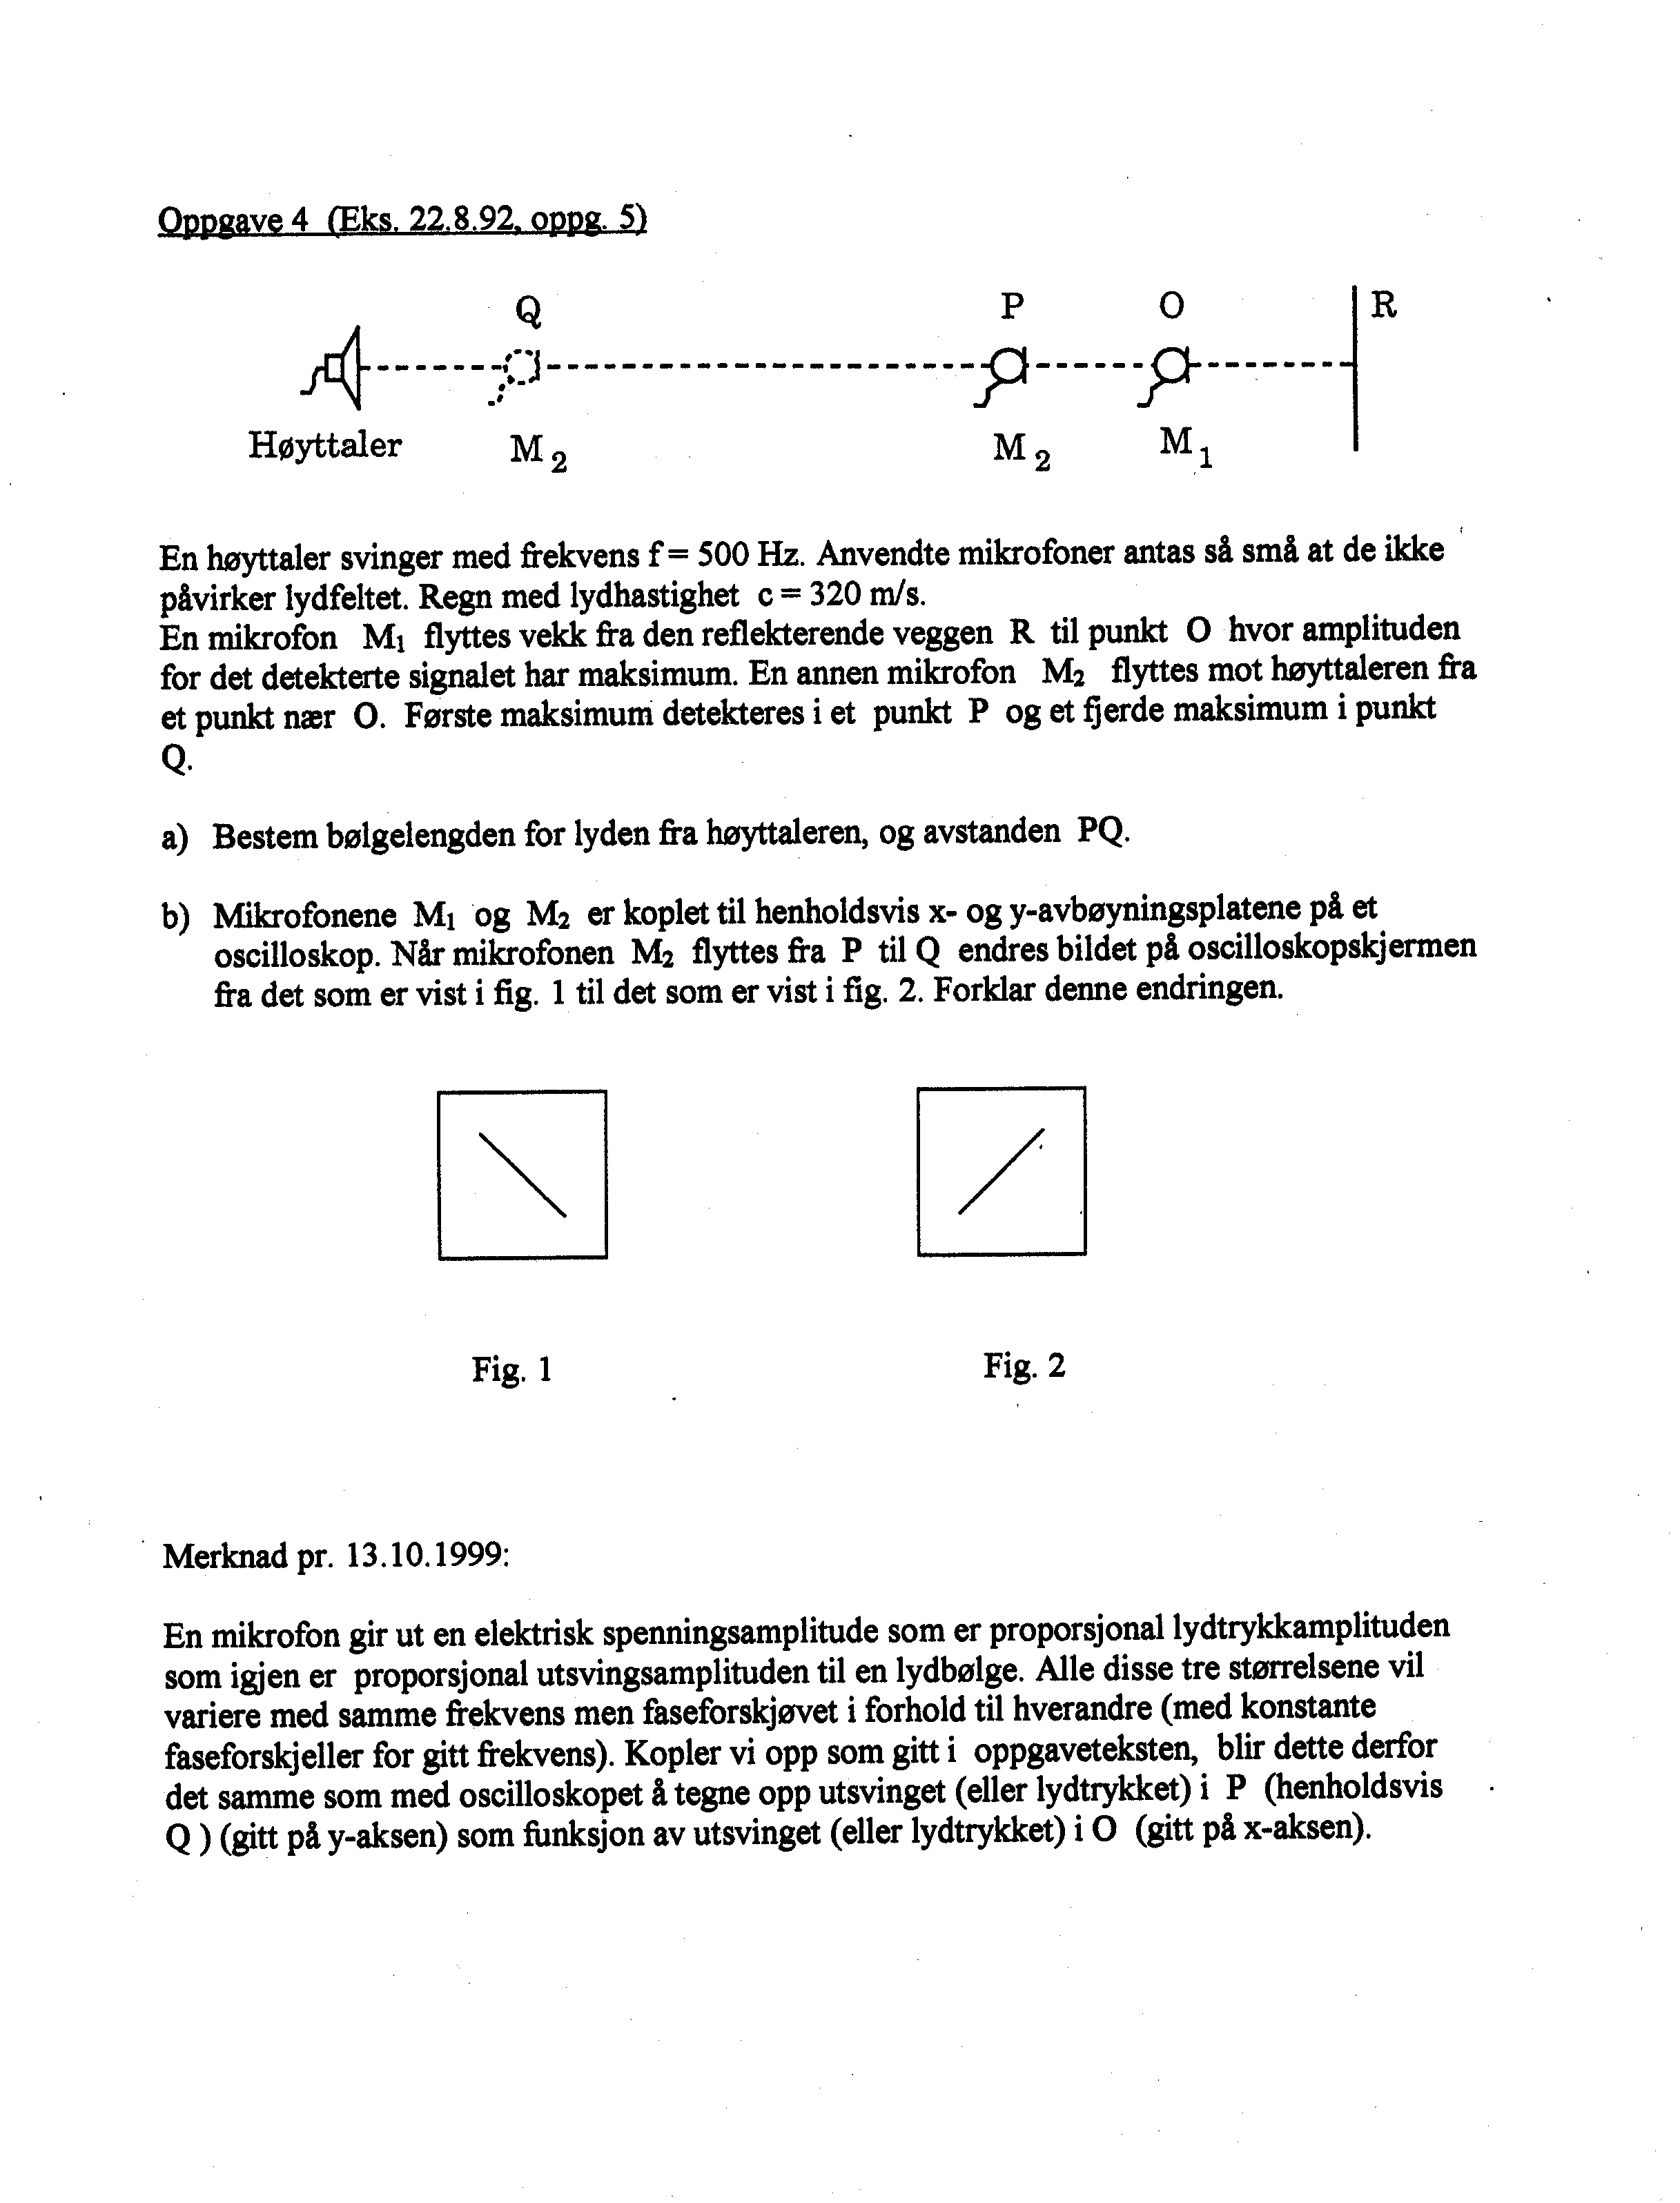 Oppgave 4 (Eks. 22.8.92, oppg. 5)
Q P O R
Høyttaler M2 M2 M1
En høyttaler svinger med frekvens f = 500 Hz. Anvendte mikrofoner antas så små at de ikke
påvirker lydfeltet. Regn med lydhastighet c = 320 m/s.
En mikrofon M1 flyttes vekk fra den reflekterende veggen R til punkt O hvor amplituden
for det detekterte signalet har maksimum. En annen mikrofon M2 flyttes mot høyttaleren fra
et punkt nær O. Første maksimum detekteres i et punkt P og et fjerde maksimum i punkt
Q.
a) Bestem bølgelengden for lyden fra høyttaleren, og avstanden PQ.
b) Mikrofonene M1 og M2 er koplet til henholdsvis x- og y-avbøyningsplatene på et
oscilloskop. Når mikrofonen M2 flyttes fra P til Q endres bildet på oscilloskopskjermen
fra det som er vist i fig. 1 til det som er vist i fig. 2. Forklar denne endringen.
Fig. 1 Fig. 2
Merknad pr. 13.10.1999:
En mikrofon gir ut en elektrisk spenningsamplitude som er proporsjonal lydtrykkamplituden
som igjen er proporsjonal utsvingsamplituden til en lydbølge. Alle disse tre størrelsene vil
variere med samme frekvens men faseforskjøvet i forhold til hverandre (med konstante
faseforskjeller for gitt frekvens). Kopler vi opp som gitt i oppgaveteksten, blir dette derfor
det samme som med oscilloskopet å tegne opp utsvinget (eller lydtrykket) i P (henholdsvis
Q ) (gitt på y-aksen) som funksjon av utsvinget (eller lydtrykket) i O (gitt på x-aksen).